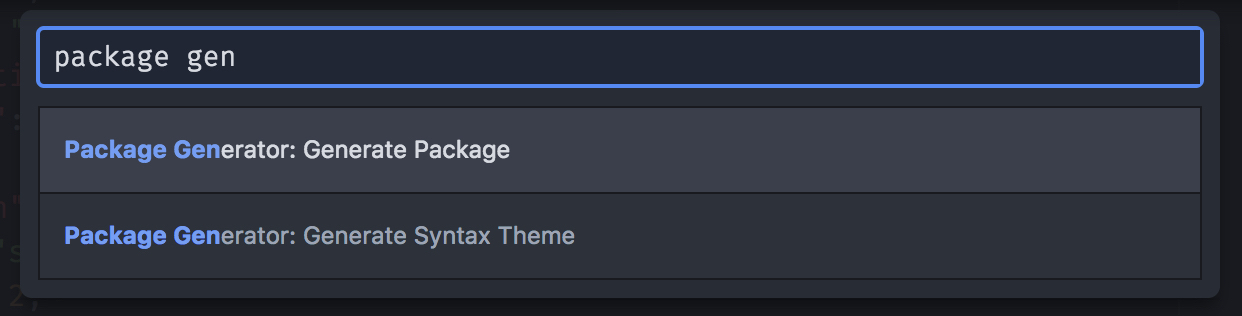 package gen
Package Generator: Generate Package
Package Generator: Generate Syntax Theme